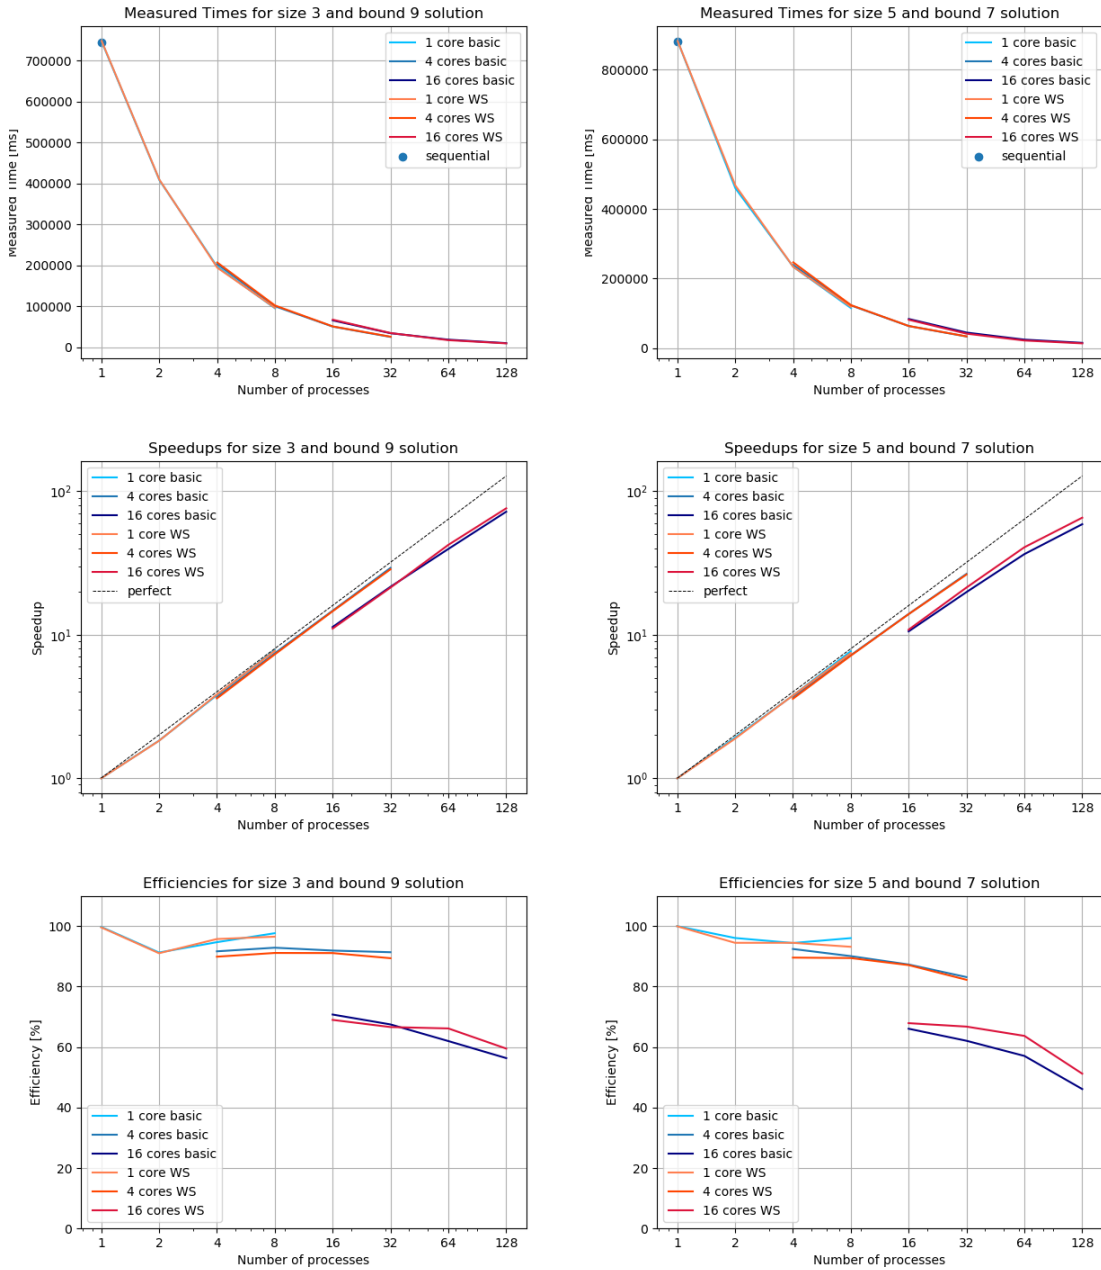 Measured Times for size 3 and bound 9 solution
700000
600000
500000
400000
300000
200000
100000
0
Measured Time [ms]
1 core basic
4 cores basic
16 cores basic
1 core WS
4 cores WS
16 cores WS
sequential
1 2 4 8 16 32 64 128
Number of processes
Measured Times for size 5 and bound 7 solution
800000
600000
400000
200000
0
Measured Time [ms]
1 core basic
4 cores basic
16 cores basic
1 core WS
4 cores WS
16 cores WS
sequential
1 2 4 8 16 32 64 128
Number of processes
Speedups for size 3 and bound 9 solution
10²
10¹
10⁰
Speedup
1 core basic
4 cores basic
16 cores basic
1 core WS
4 cores WS
16 cores WS
perfect
1 2 4 8 16 32 64 128
Number of processes
Speedups for size 5 and bound 7 solution
10²
10¹
10⁰
Speedup
1 core basic
4 cores basic
16 cores basic
1 core WS
4 cores WS
16 cores WS
perfect
1 2 4 8 16 32 64 128
Number of processes
Efficiencies for size 3 and bound 9 solution
100
80
60
40
20
0
Efficiency [%]
1 core basic
4 cores basic
16 cores basic
1 core WS
4 cores WS
16 cores WS
1 2 4 8 16 32 64 128
Number of processes
Efficiencies for size 5 and bound 7 solution
100
80
60
40
20
0
Efficiency [%]
1 core basic
4 cores basic
16 cores basic
1 core WS
4 cores WS
16 cores WS
1 2 4 8 16 32 64 128
Number of processes